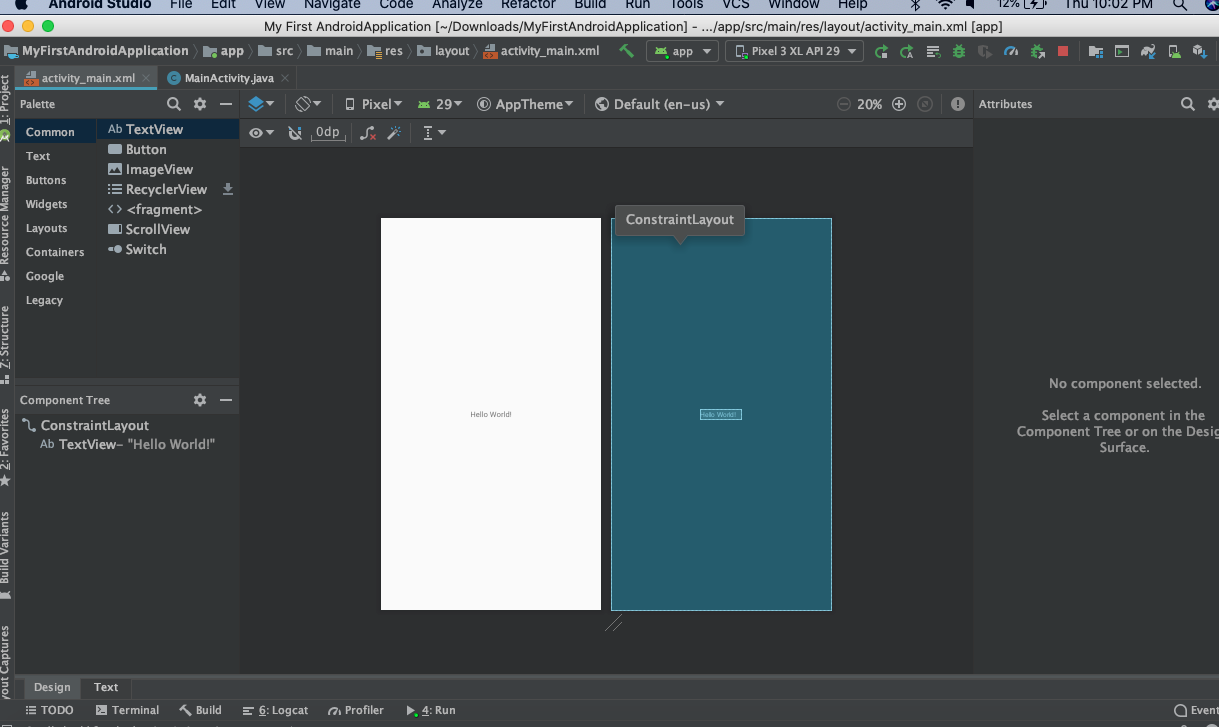 Android Studio File Edit View Navigate Code Analyze Refactor Build Run Tools VCS Window Help 12% Thu 10:02 PM
My First AndroidApplication [~/Downloads/MyFirstAndroidApplication] - .../app/src/main/res/layout/activity_main.xml [app]
MyFirstAndroidApplication app src main res layout activity_main.xml app Pixel 3 XL API 29
activity_main.xml MainActivity.java
1: Project
Resource Manager
7: Structure
2: Favorites
Build Variants
Captures
Palette
Common
Text
Buttons
Widgets
Layouts
Containers
Google
Legacy
Ab TextView
Button
ImageView
RecyclerView
<> <fragment>
ScrollView
Switch
Pixel 29 AppTheme Default (en-us) 20%
0dp
ConstraintLayout
Hello World!
Hello World!
Attributes
No component selected.
Select a component in the
Component Tree or on the Desig
Surface.
Component Tree
ConstraintLayout
Ab TextView– "Hello World!"
Design Text
TODO Terminal Build 6: Logcat Profiler 4: Run Event